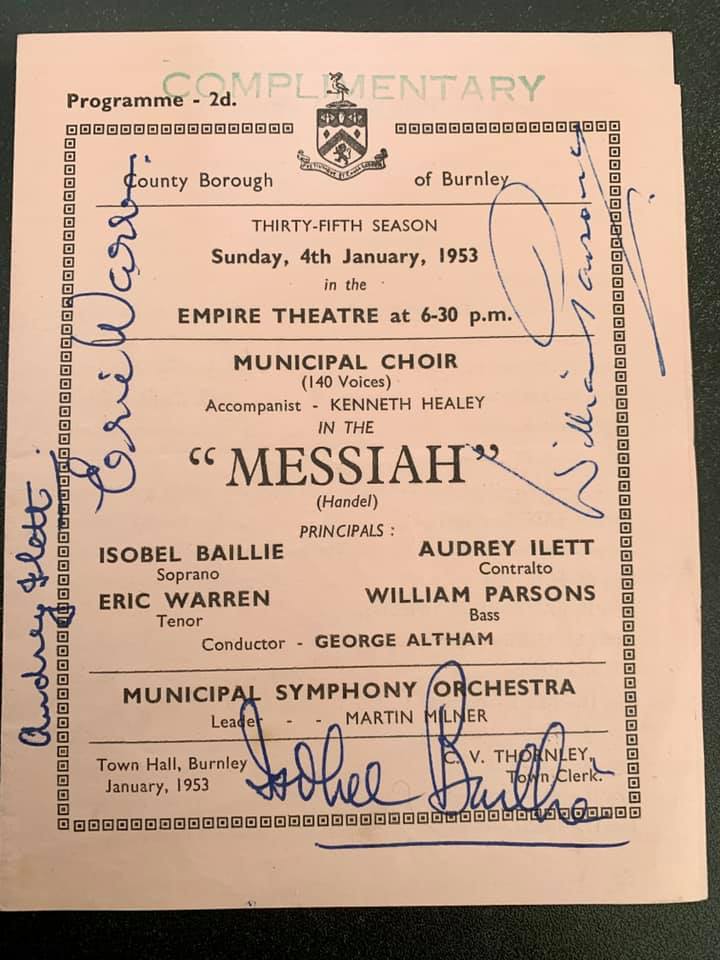 COMPLIMENTARY
Programme - 2d.
County Borough of Burnley
THIRTY-FIFTH SEASON
Sunday, 4th January, 1953
in the
EMPIRE THEATRE at 6-30 p.m.
MUNICIPAL CHOIR
(140 Voices)
Accompanist - KENNETH HEALEY
IN THE
“MESSIAH”
(Handel)
PRINCIPALS :
ISOBEL BAILLIE AUDREY ILETT
Soprano Contralto
ERIC WARREN WILLIAM PARSONS
Tenor Bass
Conductor - GEORGE ALTHAM
MUNICIPAL SYMPHONY ORCHESTRA
Leader - - MARTIN MILNER
Town Hall, Burnley C. V. THORNLEY,
January, 1953 Town Clerk.
Eric Warren.
William Parsons
Audrey Ilett.
Isobel Baillie